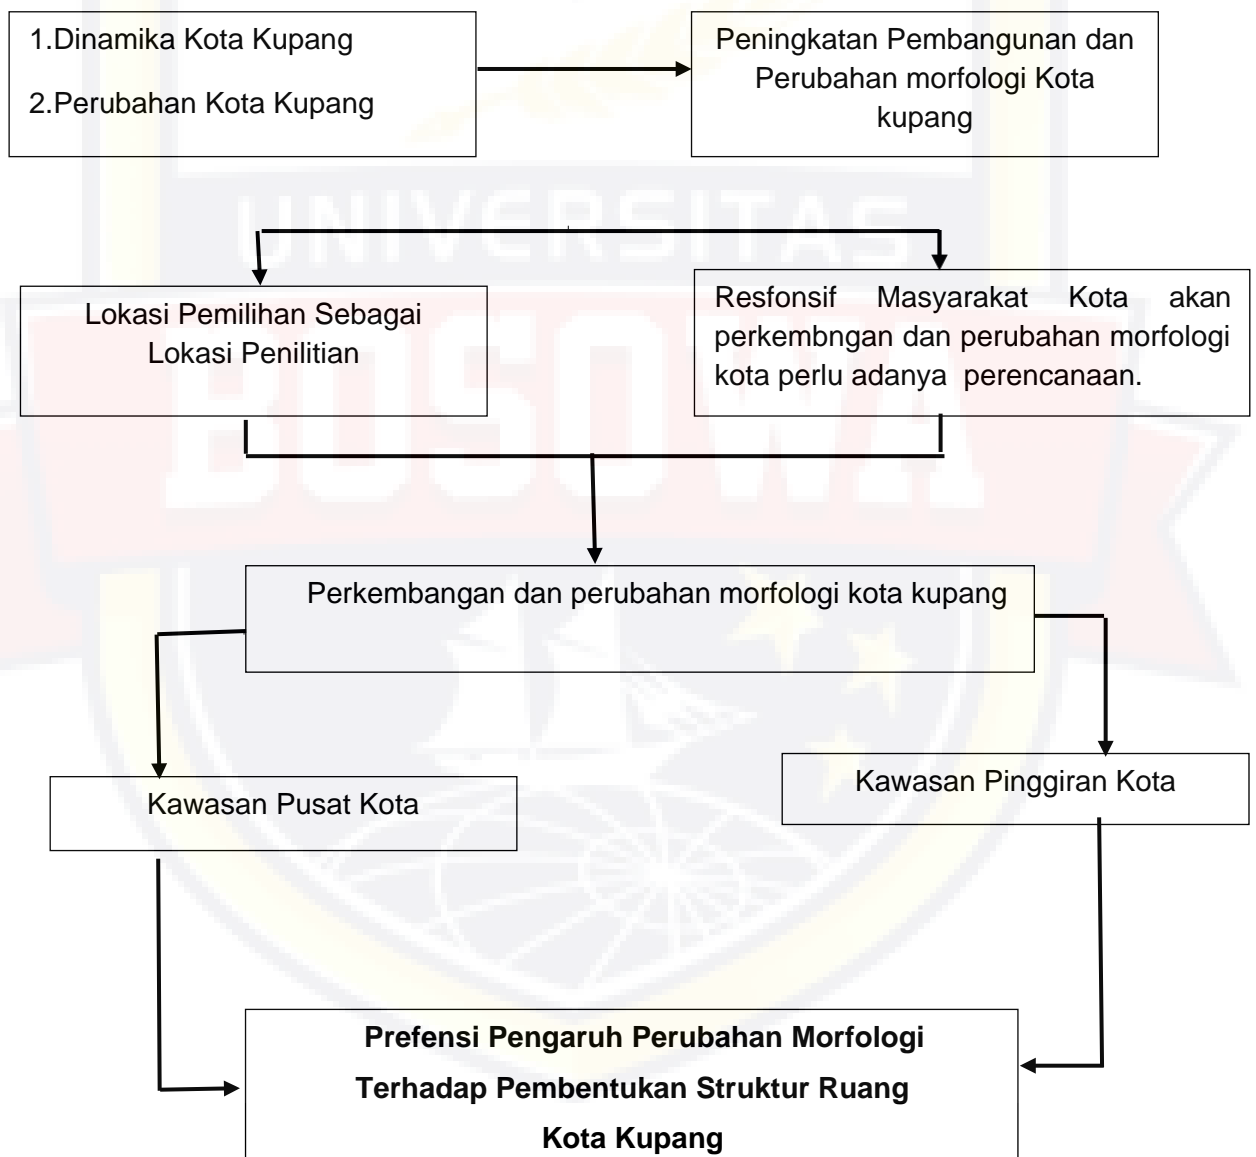 1.Dinamika Kota Kupang
2.Perubahan Kota Kupang
Peningkatan Pembangunan dan
Perubahan morfologi Kota
kupang
UNIVERSITAS
Lokasi Pemilihan Sebagai
Lokasi Penilitian
Resfonsif Masyarakat Kota akan
perkembngan dan perubahan morfologi
kota perlu adanya perencanaan.
BOSOWA
Perkembangan dan perubahan morfologi kota kupang
Kawasan Pusat Kota
Kawasan Pinggiran Kota
Prefensi Pengaruh Perubahan Morfologi
Terhadap Pembentukan Struktur Ruang
Kota Kupang